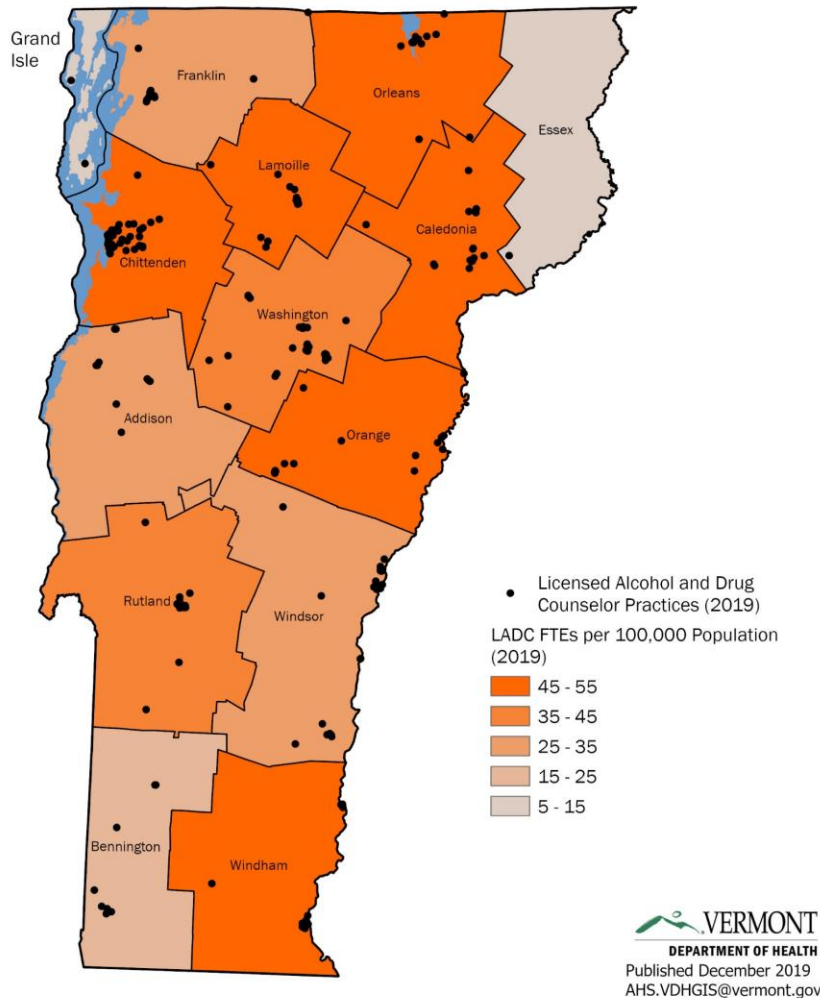 Grand
Isle
Franklin
Orleans
Essex
Lamoille
Caledonia
Chittenden
Washington
Addison
Orange
Rutland
Windsor
Bennington
Windham
Licensed Alcohol and Drug
Counselor Practices (2019)
LADC FTEs per 100,000 Population
(2019)
45 - 55
35 - 45
25 - 35
15 - 25
5 - 15
VERMONT
DEPARTMENT OF HEALTH
Published December 2019
AHS.VDHGIS@vermont.gov